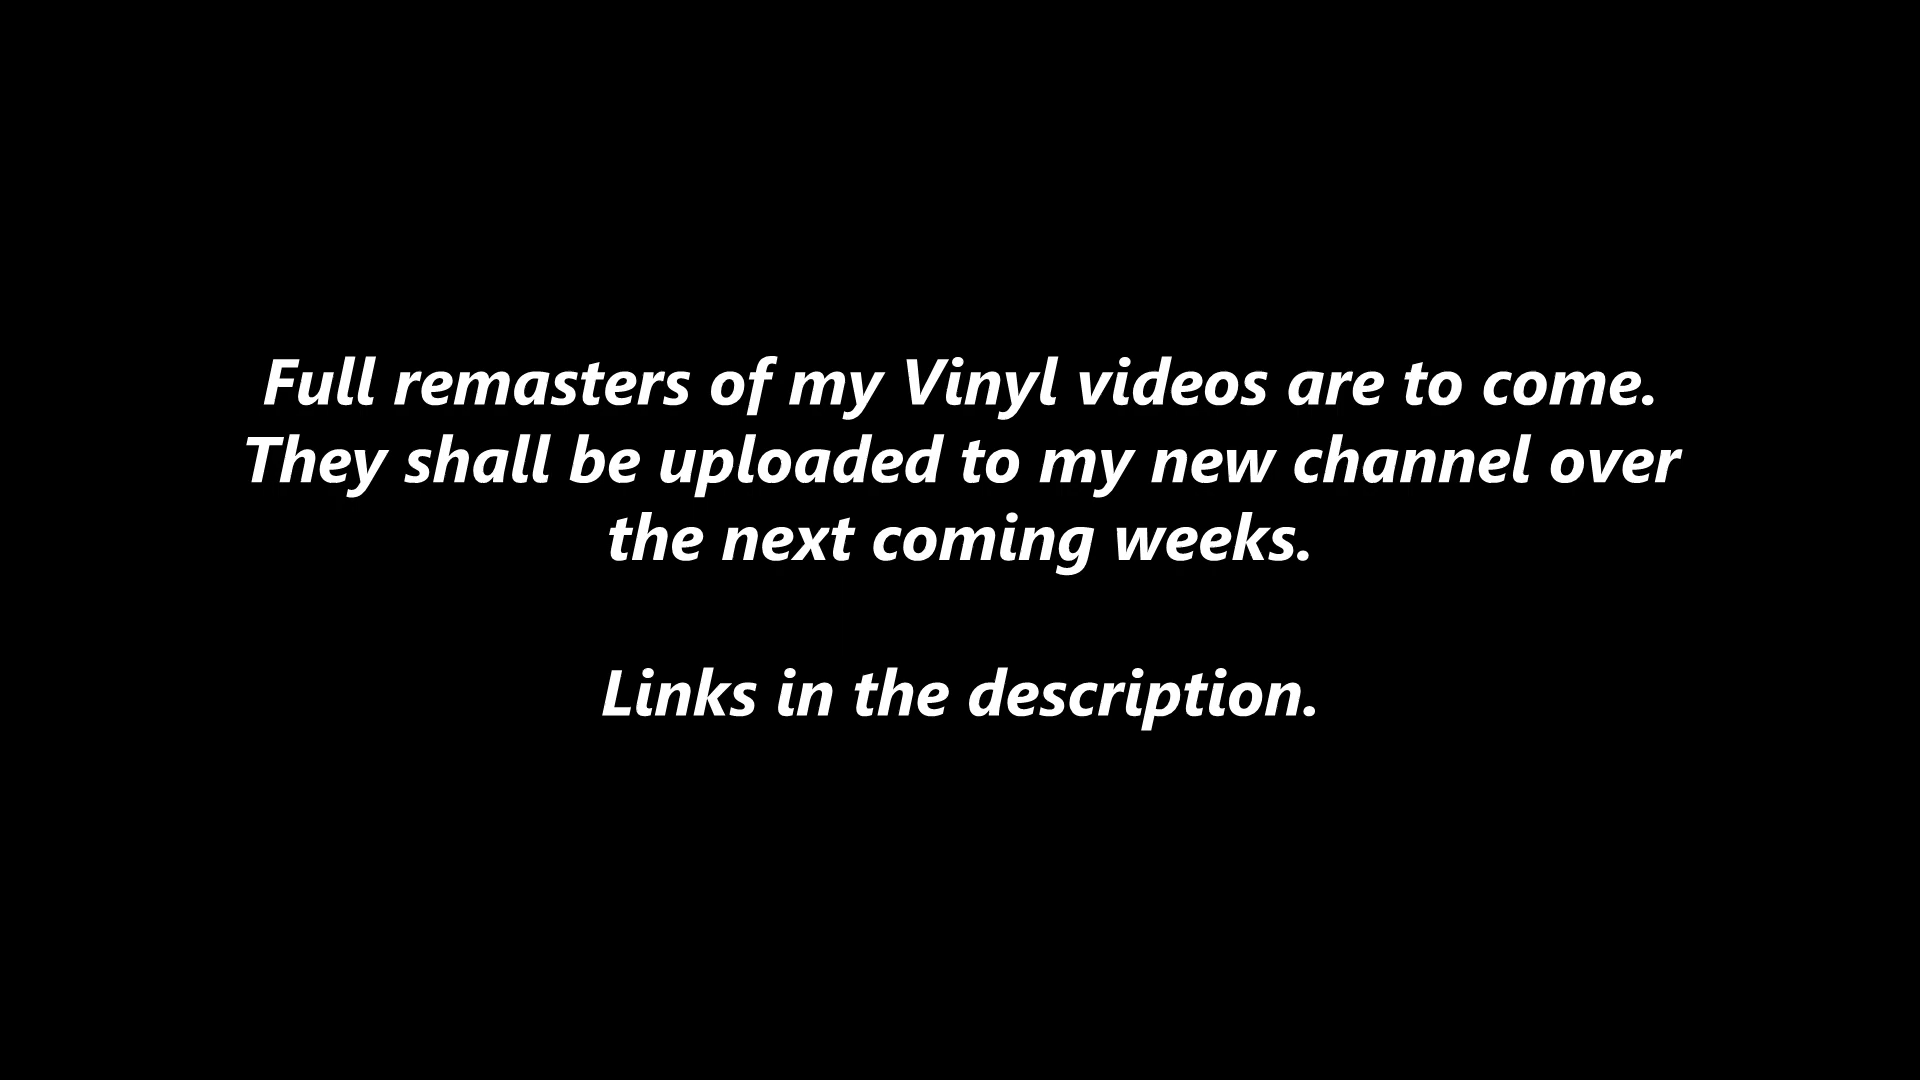 Full remasters of my Vinyl videos are to come.
They shall be uploaded to my new channel over
the next coming weeks.
Links in the description.